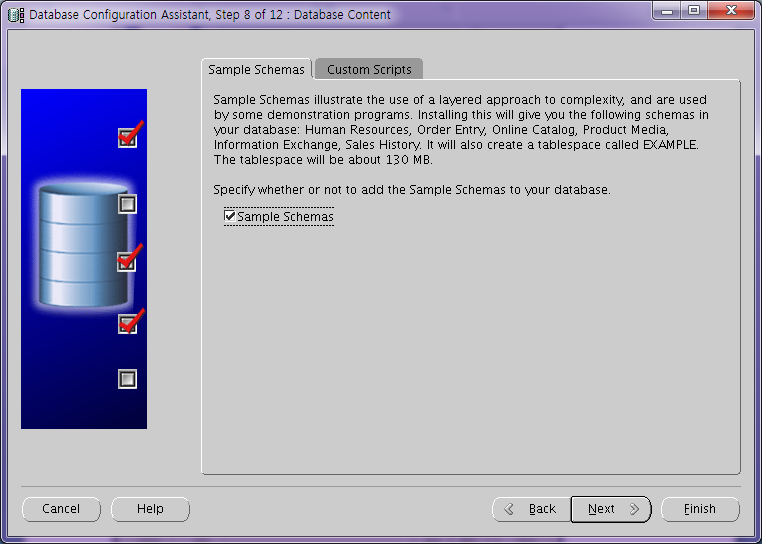 Database Configuration Assistant, Step 8 of 12 : Database Content
Sample Schemas
Custom Scripts
Sample Schemas illustrate the use of a layered approach to complexity, and are used
by some demonstration programs. Installing this will give you the following schemas in
your database: Human Resources, Order Entry, Online Catalog, Product Media,
Information Exchange, Sales History. It will also create a tablespace called EXAMPLE.
The tablespace will be about 130 MB.
Specify whether or not to add the Sample Schemas to your database.
Sample Schemas
Cancel
Help
Back
Next
Finish